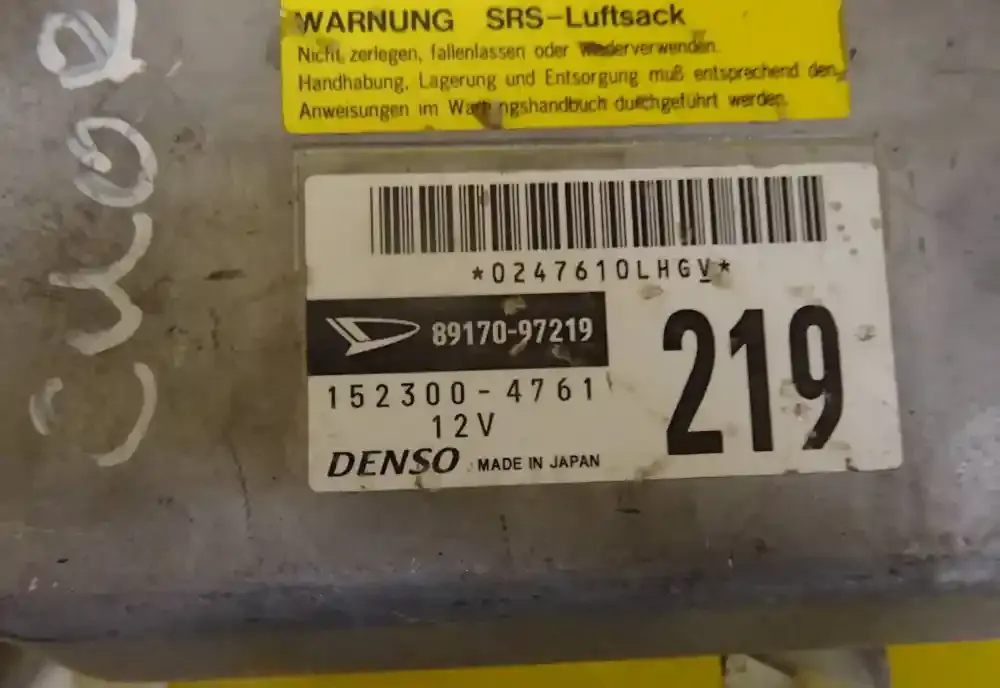 WARNUNG SRS-Luftsack
Nicht zerlegen, fallenlassen oder Wiederverwenden.
Handhabung, Lagerung und Entsorgung muß entsprechend den
Anweisungen im Wartungshandbuch durchgeführt werden.
*0247610LHGV*
89170-97219
219
152300-4761
12V
DENSO MADE IN JAPAN